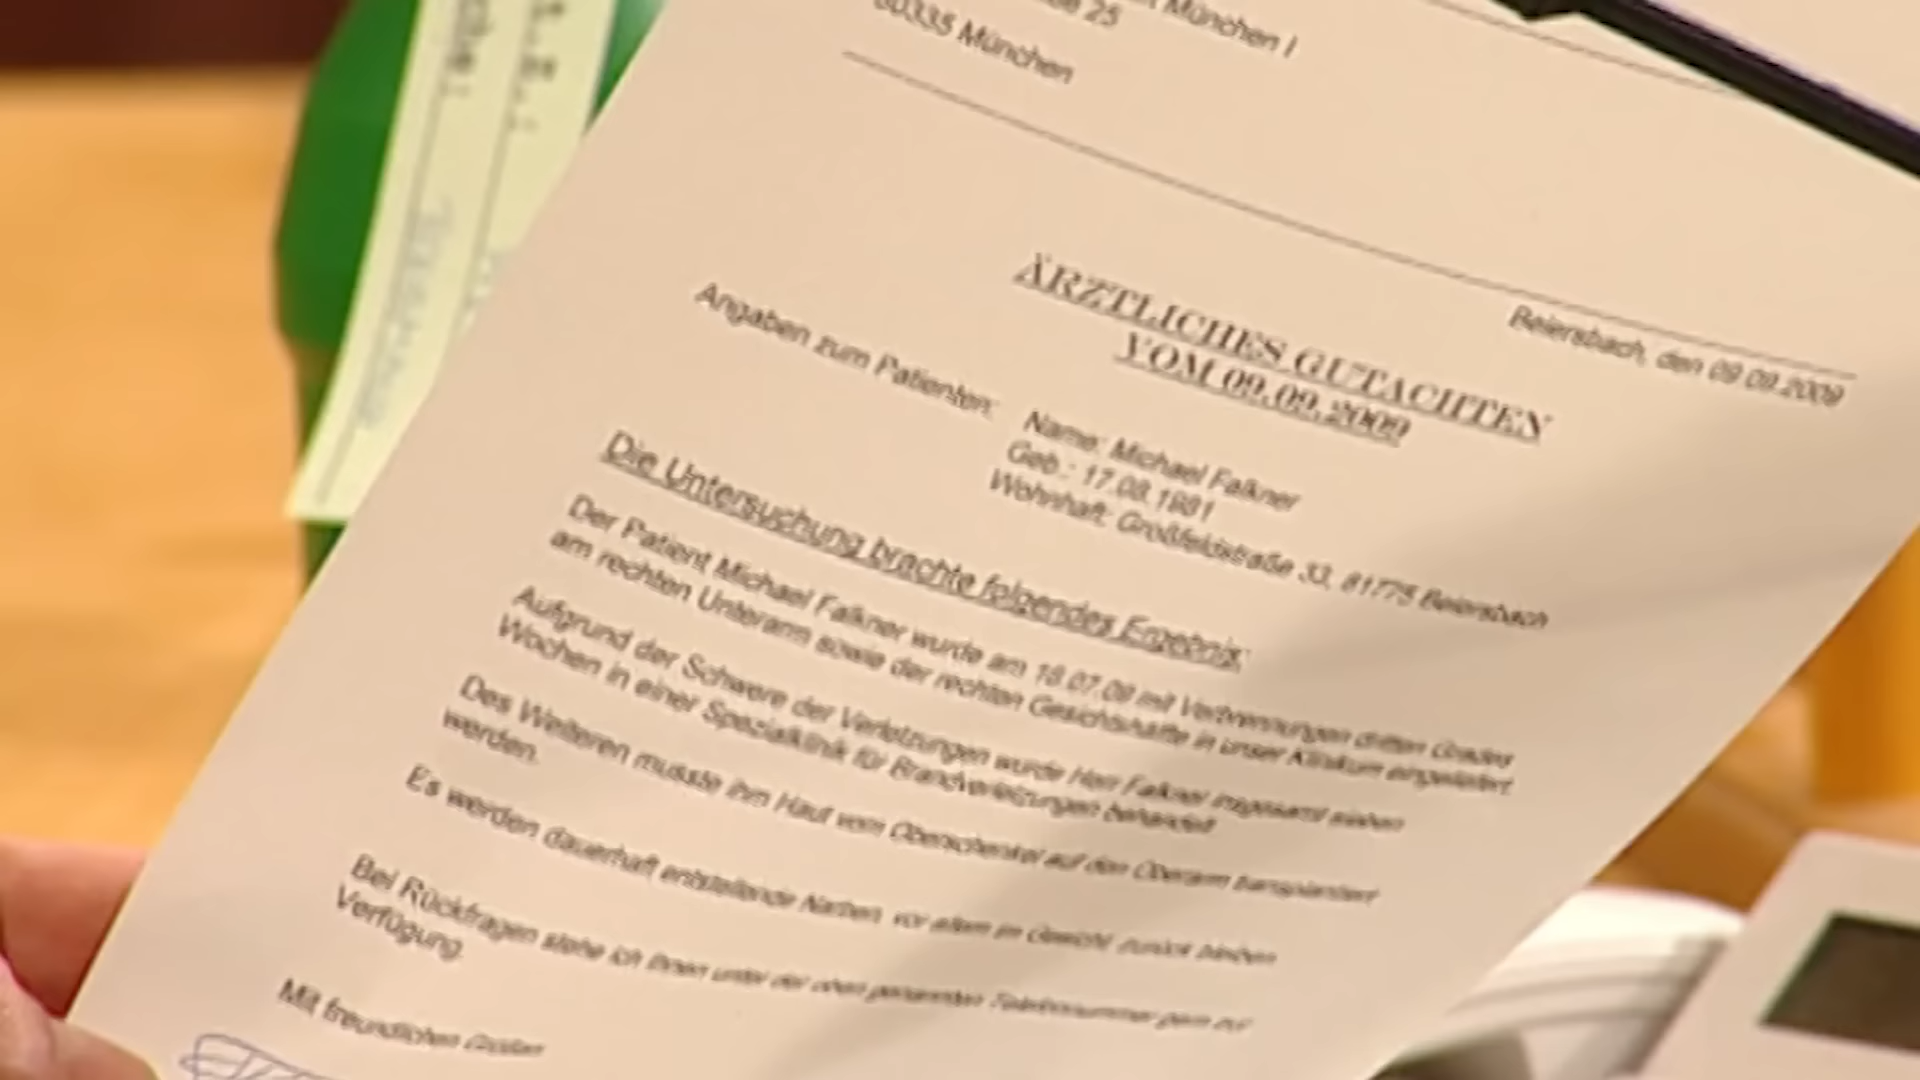 München I
25
80335 München
Beiersbach, den 09.09.2009
ÄRZTLICHES GUTACHTEN
VOM 09.09.2009
Angaben zum Patienten:
Name: Michael Falkner
Geb.: 17.08.1981
Wohnhaft: Großfeldstraße 33, 81775 Beiersbach
Die Untersuchung brachte folgendes Ergebnis:
Der Patient Michael Falkner wurde am 18.07.09 mit Verbrennungen dritten Grades
am rechten Unterarm sowie der rechten Gesichtshälfte in unser Klinikum eingeliefert.
Aufgrund der Schwere der Verletzungen wurde Herr Falkner insgesamt sieben
Wochen in einer Spezialklinik für Brandverletzungen behandelt.
Des Weiteren musste ihm Haut vom Oberschenkel auf den Oberarm transplantiert
werden.
Es werden dauerhaft entstellende Narben, vor allem im Gesicht zurück bleiben.
Bei Rückfragen stehe ich Ihnen unter der oben genannten Telefonnummer gern zur
Verfügung.
Mit freundlichen Grüßen